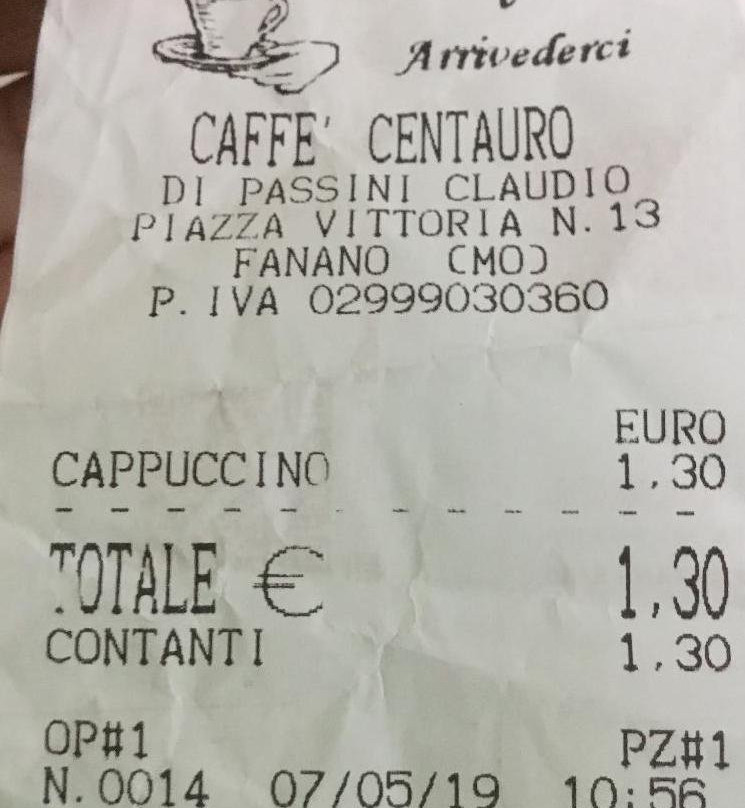 Arrivederci
CAFFE' CENTAURO
DI PASSINI CLAUDIO
PIAZZA VITTORIA N. 13
FANANO (MO)
P. IVA 02999030360
EURO
CAPPUCCINO 1,30
TOTALE € 1,30
CONTANTI 1,30
OP#1 PZ#1
N. 0014 07/05/19 10:56